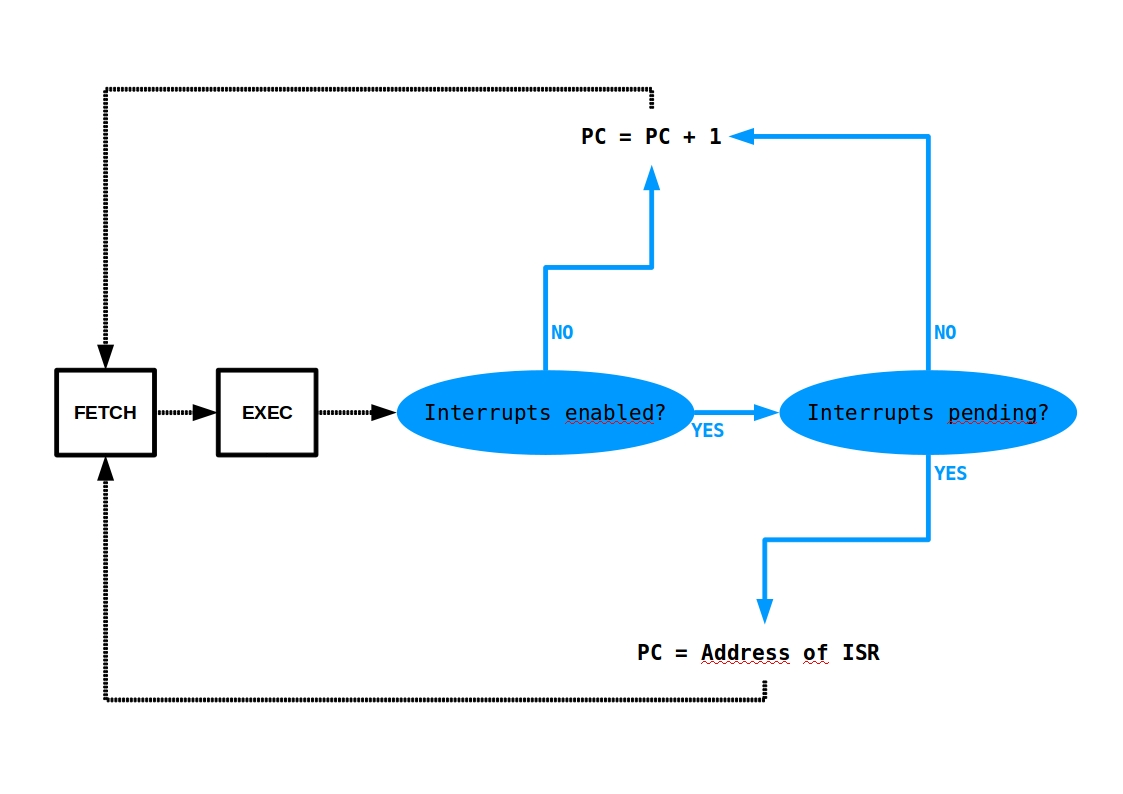 PC = PC + 1
NO
NO
FETCH
EXEC
Interrupts enabled?
YES
Interrupts pending?
YES
PC = Address of ISR